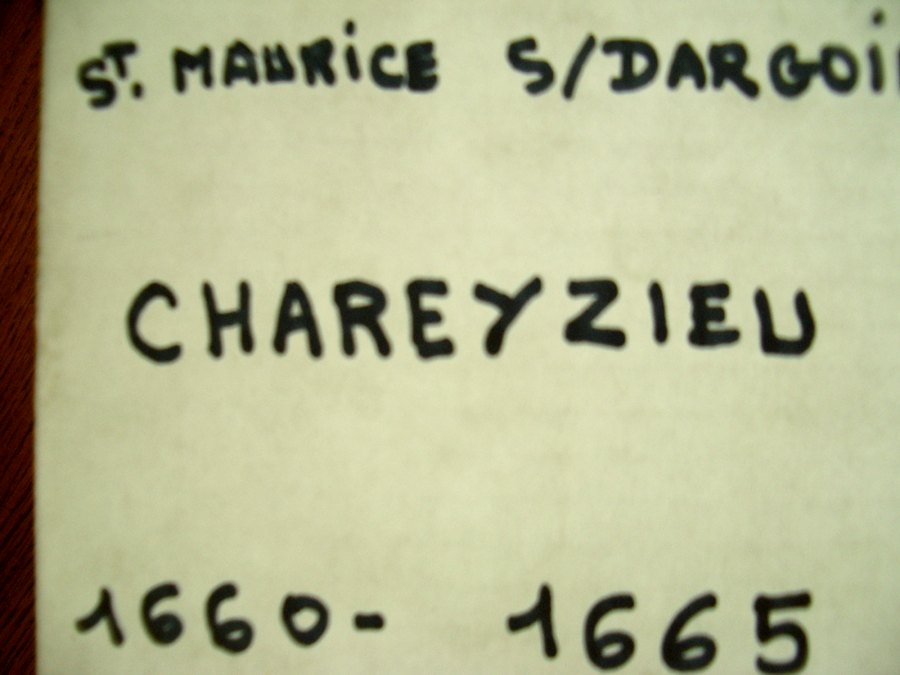 ST. MAURICE S/DARGOI
CHAREYZIEU
1660- 1665